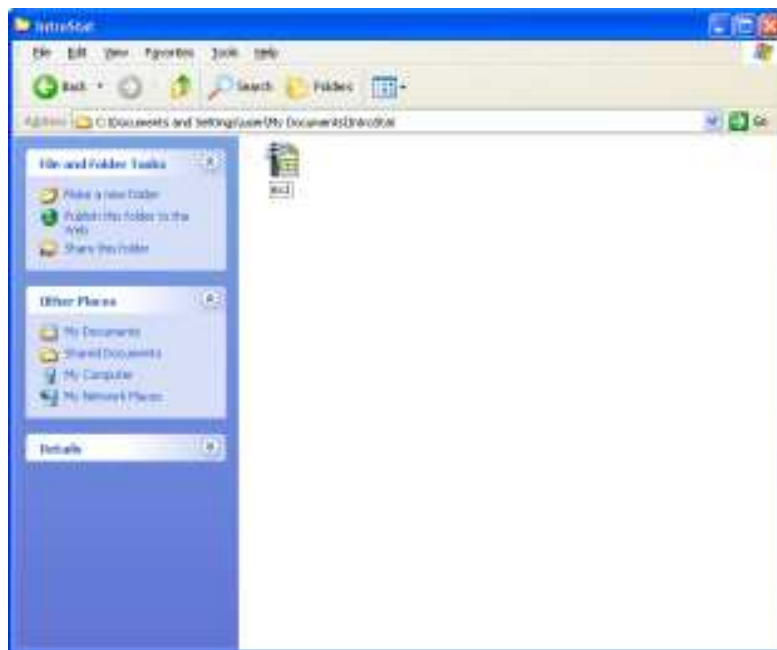 IntroStat
File Edit View Favorites Tools Help
Back Search Folders
Address C:\Documents and Settings\user\My Documents\IntroStat Go
File and Folder Tasks
Make a new folder
Publish this folder to the
Web
Share this folder
Other Places
My Documents
Shared Documents
My Computer
My Network Places
Details